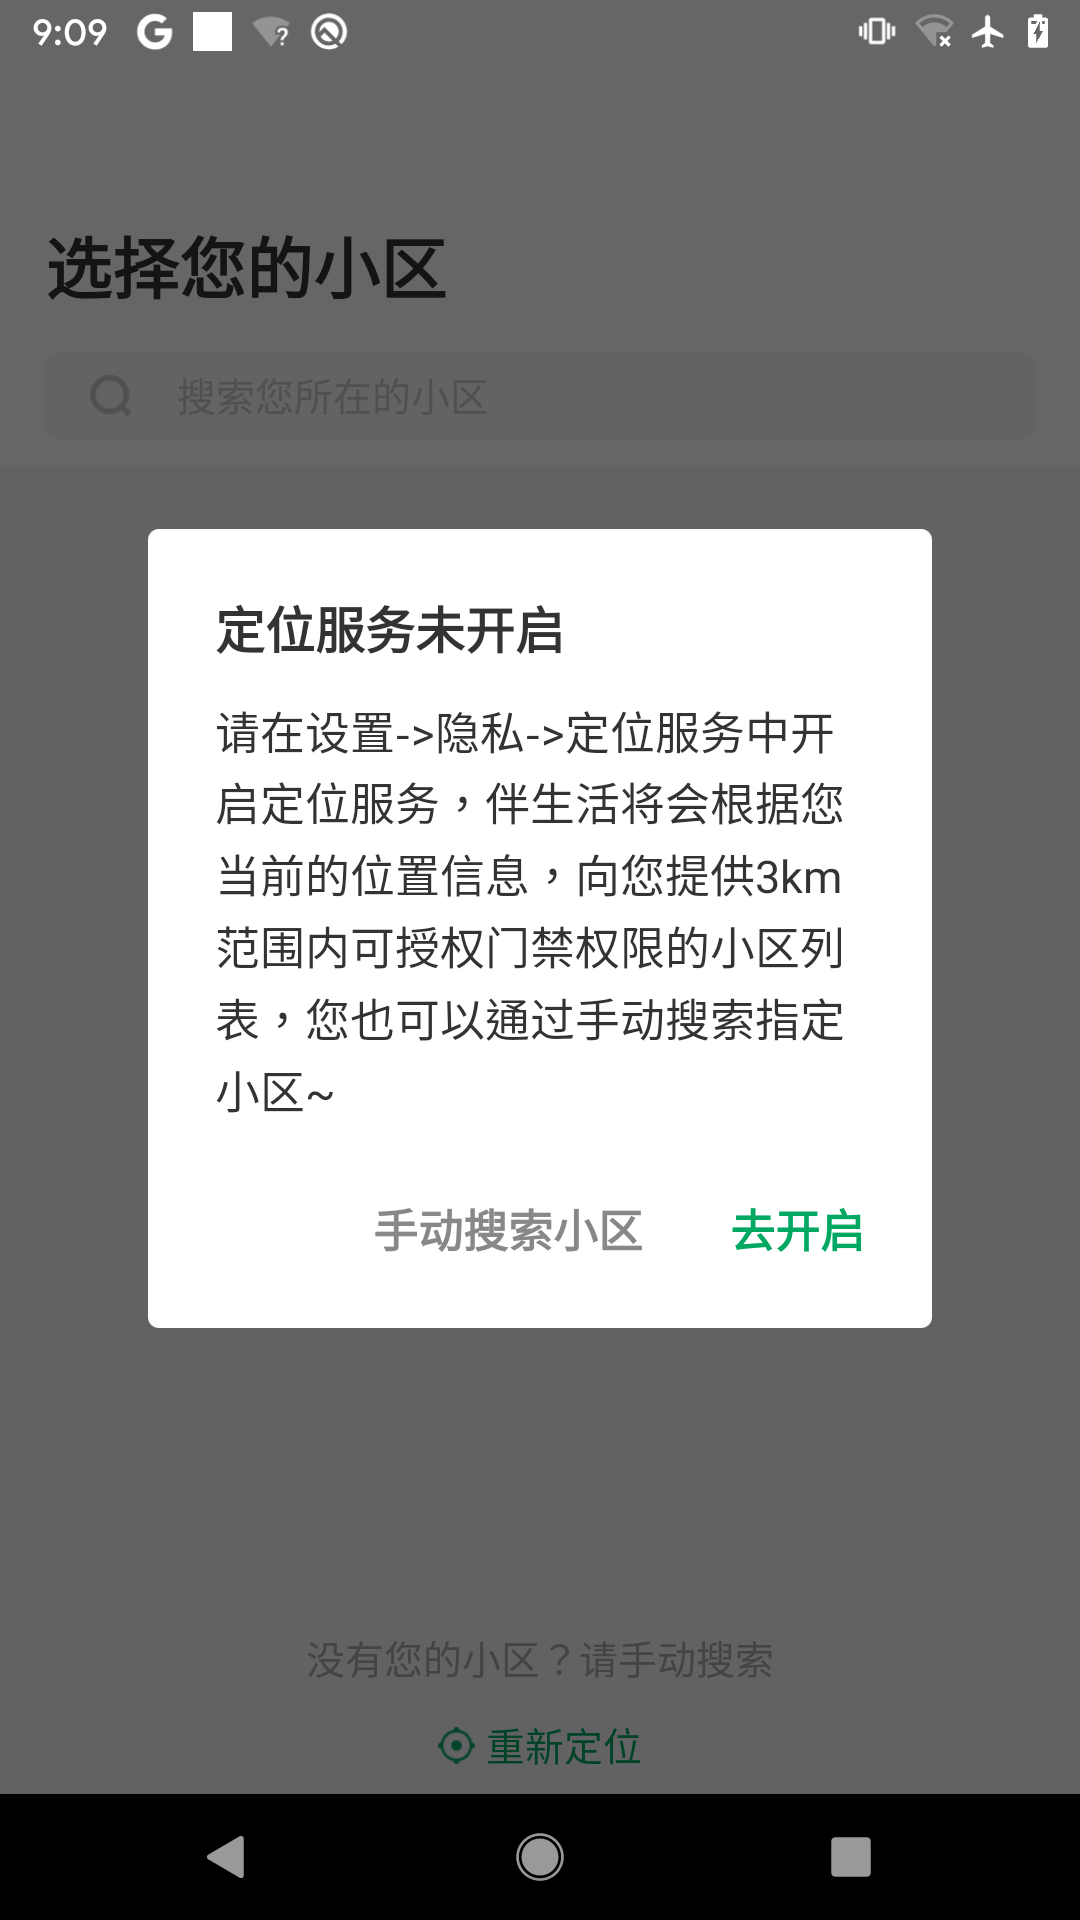 9:09
选择您的小区
搜索您所在的小区
定位服务未开启
请在设置->隐私->定位服务中开
启定位服务，伴生活将会根据您
当前的位置信息，向您提供3km
范围内可授权门禁权限的小区列
表，您也可以通过手动搜索指定
小区~
手动搜索小区
去开启
没有您的小区？请手动搜索
重新定位